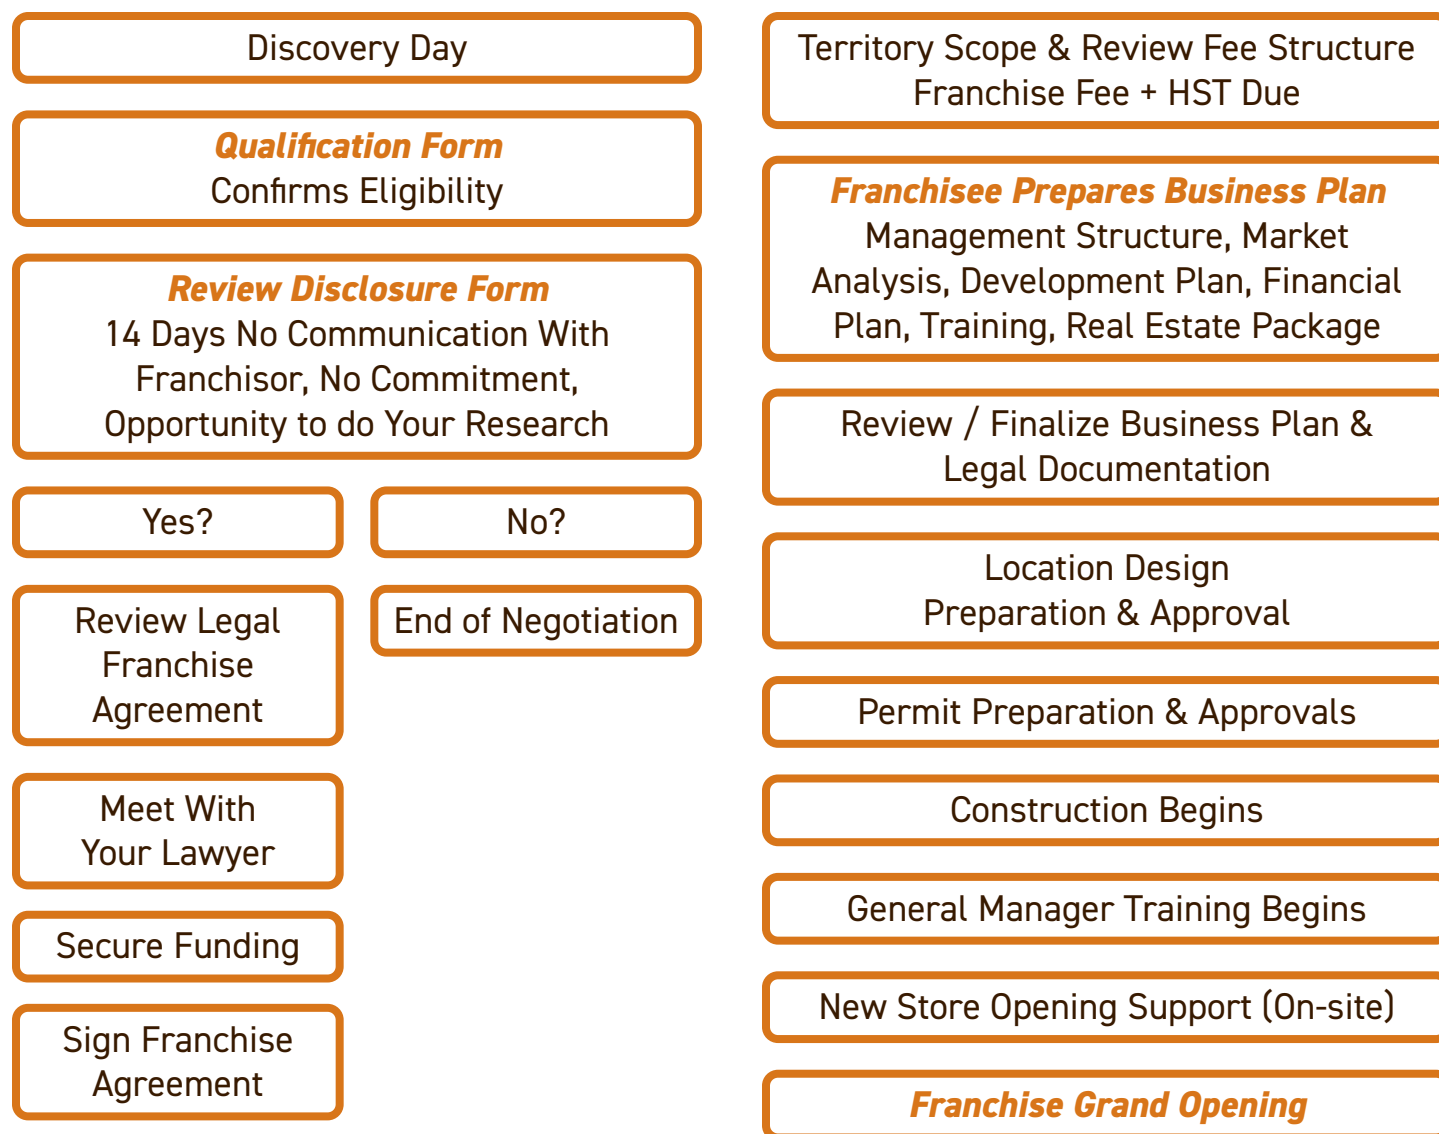 Discovery Day
Qualification Form
Confirms Eligibility
Review Disclosure Form
14 Days No Communication With
Franchisor, No Commitment,
Opportunity to do Your Research
Yes?
No?
Review Legal
Franchise
Agreement
End of Negotiation
Meet With
Your Lawyer
Secure Funding
Sign Franchise
Agreement
Territory Scope & Review Fee Structure
Franchise Fee + HST Due
Franchisee Prepares Business Plan
Management Structure, Market
Analysis, Development Plan, Financial
Plan, Training, Real Estate Package
Review / Finalize Business Plan &
Legal Documentation
Location Design
Preparation & Approval
Permit Preparation & Approvals
Construction Begins
General Manager Training Begins
New Store Opening Support (On-site)
Franchise Grand Opening